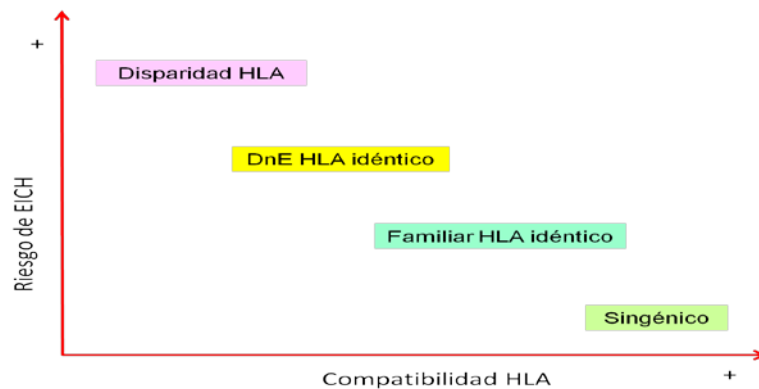 +
Disparidad HLA
DnE HLA idéntico
Familiar HLA idéntico
Singénico
Riesgo de EICH
Compatibilidad HLA
+